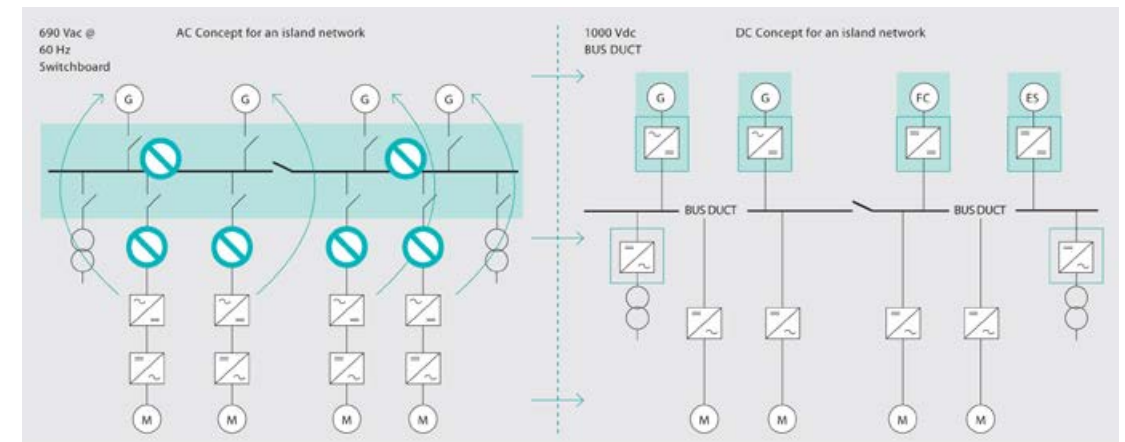 690 Vac @
60 Hz
Switchboard
AC Concept for an island network
G
G
G
G
M
M
M
M
1000 Vdc
BUS DUCT
DC Concept for an island network
G
G
FC
ES
BUS DUCT
BUS DUCT
M
M
M
M